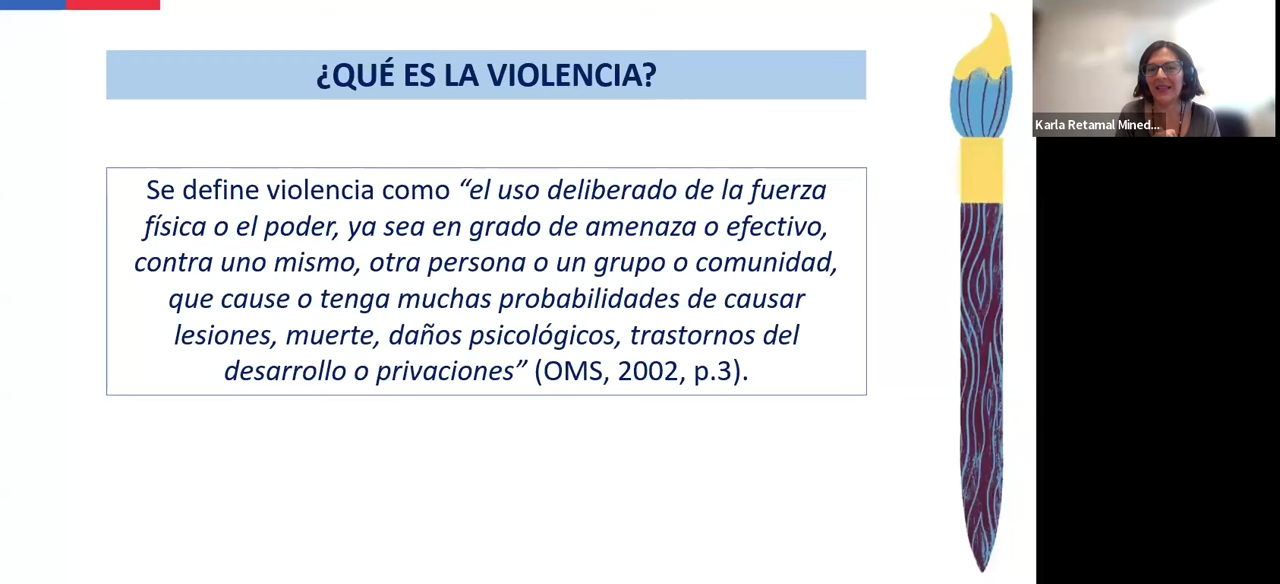 ¿QUÉ ES LA VIOLENCIA?
Se define violencia como “el uso deliberado de la fuerza
física o el poder, ya sea en grado de amenaza o efectivo,
contra uno mismo, otra persona o un grupo o comunidad,
que cause o tenga muchas probabilidades de causar
lesiones, muerte, daños psicológicos, trastornos del
desarrollo o privaciones” (OMS, 2002, p.3).
Karla Retamal Mined...